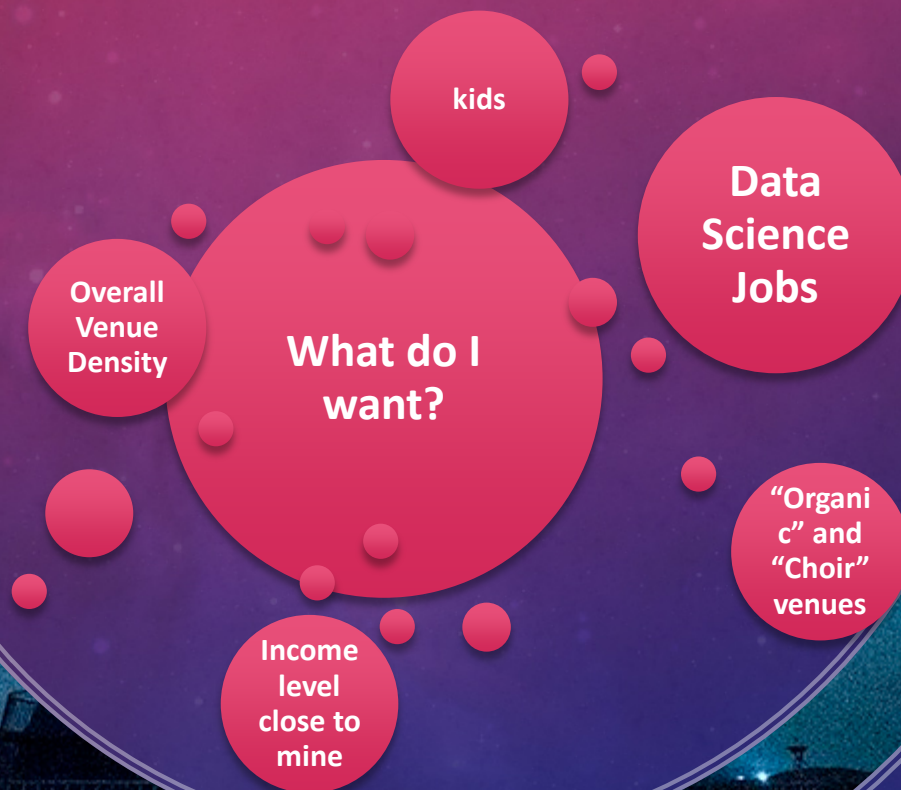 kids
Data
Science
Jobs
Overall
Venue
Density
What do I
want?
“Organi
c” and
“Choir”
venues
Income
level
close to
mine